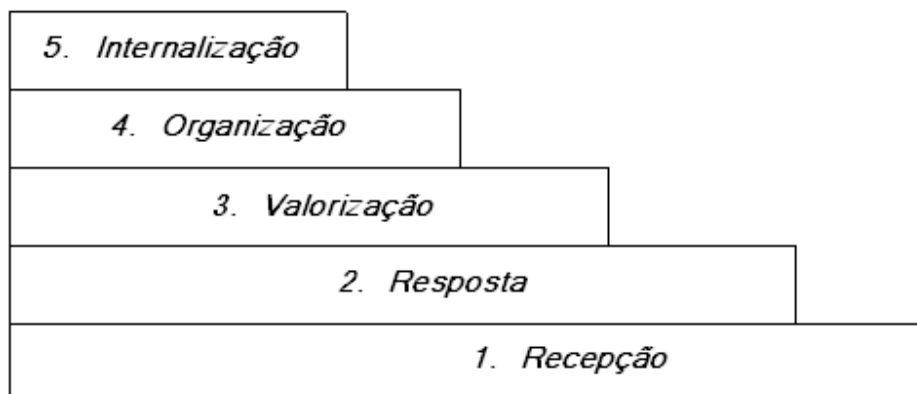 5. Internalização
4. Organização
3. Valorização
2. Resposta
1. Recepção